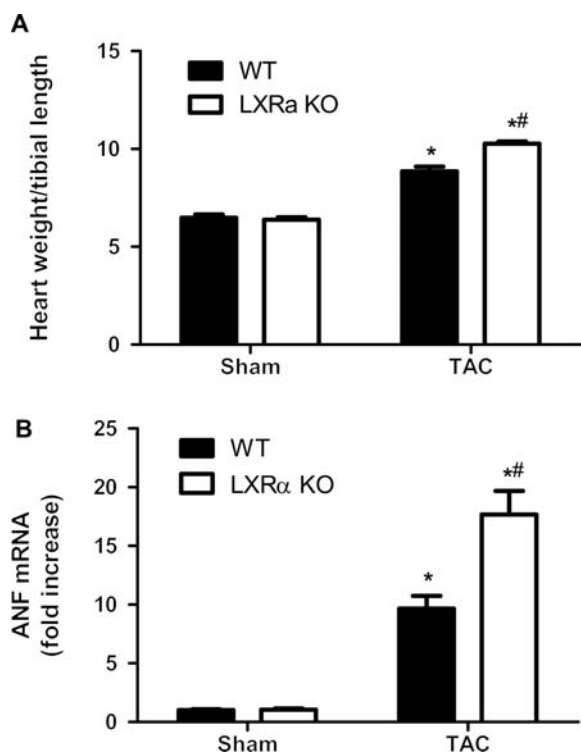 A
Heart weight/tibial length
15
10
5
0
WT
LXRa KO
*
*#
Sham
TAC
B
ANF mRNA
(fold increase)
25
20
15
10
5
0
WT
LXRα KO
*
*#
Sham
TAC